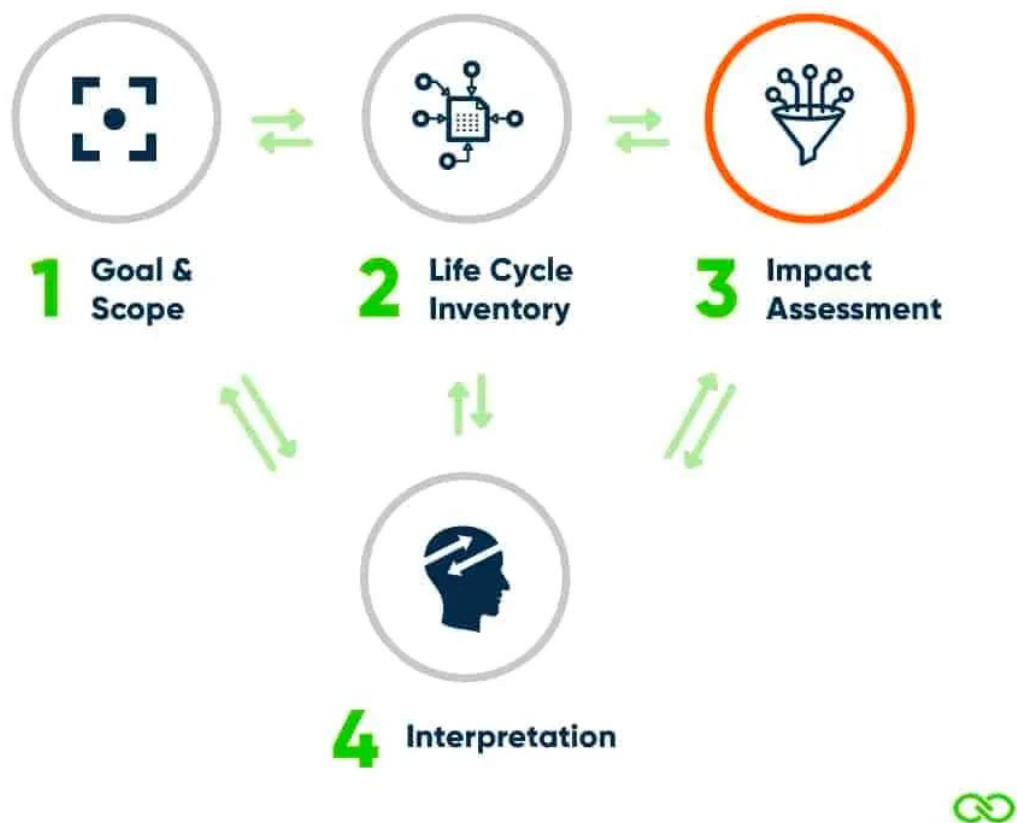 1 Goal &
Scope
2 Life Cycle
Inventory
3 Impact
Assessment
4 Interpretation